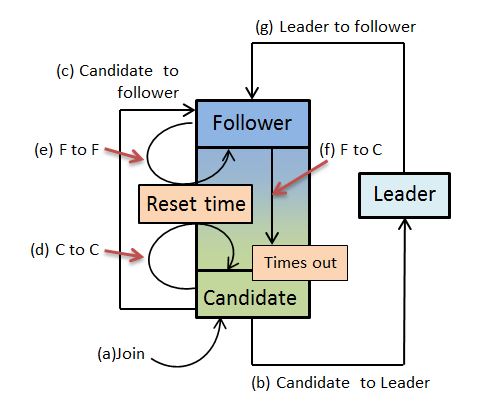 (g) Leader to follower
(c) Candidate to
follower
Follower
(e) F to F
(f) F to C
Reset time
Leader
(d) C to C
Times out
Candidate
(a)Join
(b) Candidate to Leader